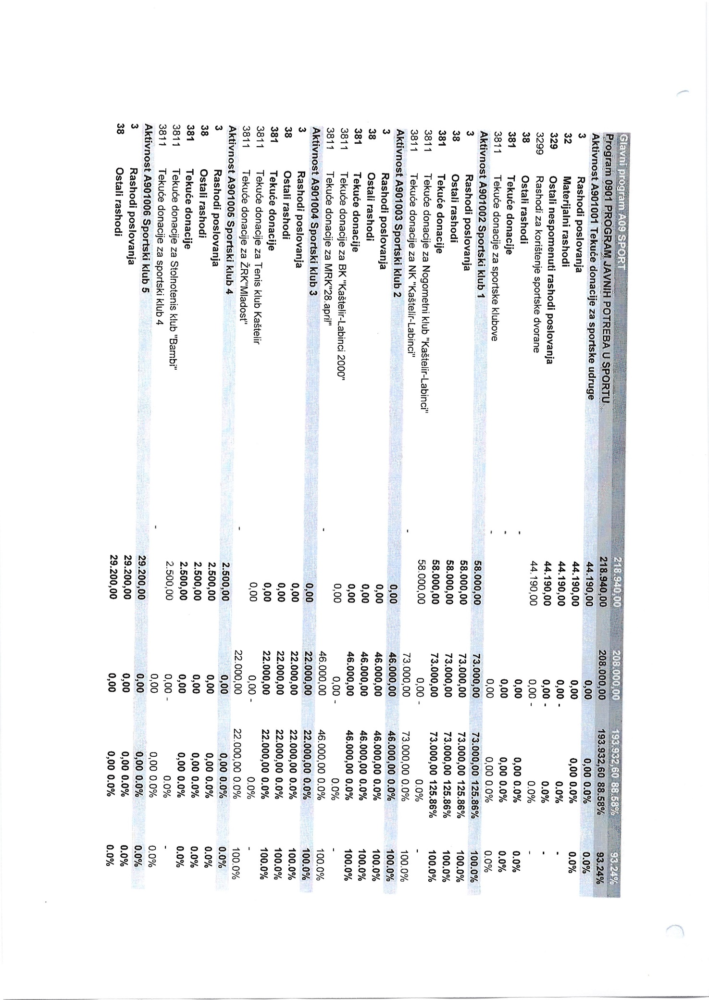 Glavni program A09 SPORT 218.940,00 208.000,00 193.932,60 88.58% 93.24%
Program 0901 PROGRAM JAVNIH POTREBA U SPORTU 218.940,00 208.000,00 193.932,60 88.58% 93.24%
Aktivnost A901001 Tekuće donacije za sportske udruge 44.190,00 0,00 0,00 0.0% 0.0%
3 Rashodi poslovanja 44.190,00 0,00 0,00 0.0% 0.0%
32 Materijalni rashodi 44.190,00 0,00 - 0.0% -
329 Ostali nespomenuti rashodi poslovanja 44.190,00 0,00 - 0.0% -
3299 Rashodi za korištenje sportske dvorane 44.190,00 0,00 - 0.0% -
38 Ostali rashodi - 0,00 0,00 0.0% 0.0%
381 Tekuće donacije - 0,00 0,00 0.0% 0.0%
3811 Tekuće donacije za sportske klubove - 0,00 0,00 0.0% 0.0%
Aktivnost A901002 Sportski klub 1 58.000,00 73.000,00 73.000,00 125.86% 100.0%
3 Rashodi poslovanja 58.000,00 73.000,00 73.000,00 125.86% 100.0%
38 Ostali rashodi 58.000,00 73.000,00 73.000,00 125.86% 100.0%
381 Tekuće donacije 58.000,00 73.000,00 73.000,00 125.86% 100.0%
3811 Tekuće donacije za Nogometni klub "Kaštelir-Labinci" 58.000,00 0,00 - 0.0% -
3811 Tekuće donacije za NK "Kaštelir-Labinci" - 73.000,00 73.000,00 0.0% 100.0%
Aktivnost A901003 Sportski klub 2 0,00 46.000,00 46.000,00 0.0% 100.0%
3 Rashodi poslovanja 0,00 46.000,00 46.000,00 0.0% 100.0%
38 Ostali rashodi 0,00 46.000,00 46.000,00 0.0% 100.0%
381 Tekuće donacije 0,00 46.000,00 46.000,00 0.0% 100.0%
3811 Tekuće donacije za BK "Kaštelir-Labinci 2000" 0,00 0,00 - 0.0% -
3811 Tekuće donacije za MRK"28.april" - 46.000,00 46.000,00 0.0% 100.0%
Aktivnost A901004 Sportski klub 3 0,00 22.000,00 22.000,00 0.0% 100.0%
3 Rashodi poslovanja 0,00 22.000,00 22.000,00 0.0% 100.0%
38 Ostali rashodi 0,00 22.000,00 22.000,00 0.0% 100.0%
381 Tekuće donacije 0,00 22.000,00 22.000,00 0.0% 100.0%
3811 Tekuće donacije za Tenis klub Kaštelir 0,00 0,00 - 0.0% -
3811 Tekuće donacije za ŽRK"Mladost" - 22.000,00 22.000,00 0.0% 100.0%
Aktivnost A901005 Sportski klub 4 2.500,00 0,00 0,00 0.0% 0.0%
3 Rashodi poslovanja 2.500,00 0,00 0,00 0.0% 0.0%
38 Ostali rashodi 2.500,00 0,00 0,00 0.0% 0.0%
381 Tekuće donacije 2.500,00 0,00 0,00 0.0% 0.0%
3811 Tekuće donacije za Stolnotenis klub "Bambi" 2.500,00 0,00 - 0.0% -
3811 Tekuće donacije za sportski klub 4 - 0,00 0,00 0.0% 0.0%
Aktivnost A901006 Sportski klub 5 29.200,00 0,00 0,00 0.0% 0.0%
3 Rashodi poslovanja 29.200,00 0,00 0,00 0.0% 0.0%
38 Ostali rashodi 29.200,00 0,00 0,00 0.0% 0.0%